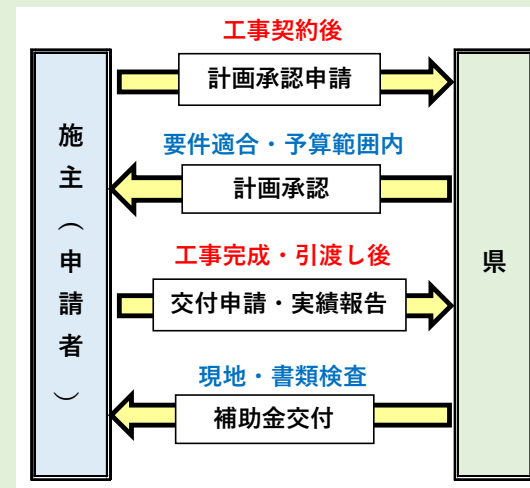 工事契約後
計画承認申請
要件適合・予算範囲内
計画承認
工事完成・引渡し後
交付申請・実績報告
現地・書類検査
補助金交付
施主（申請者）
県